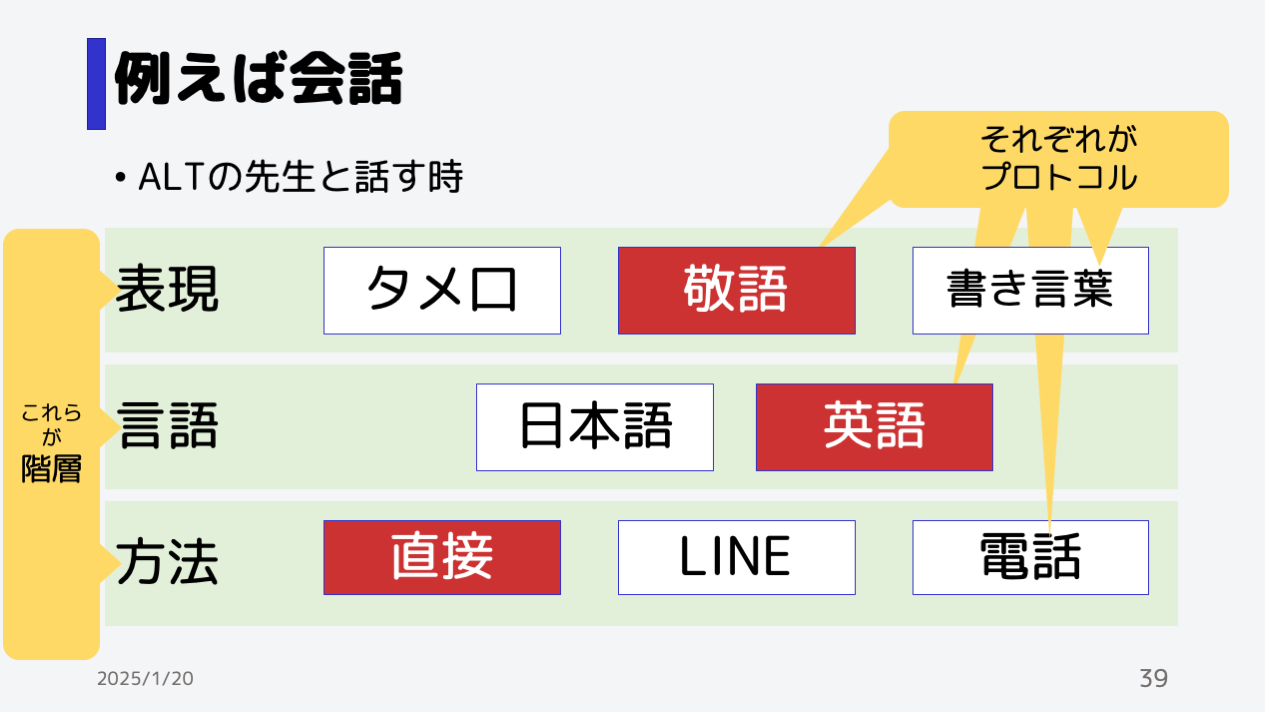 例えば会話
• ALTの先生と話す時
それぞれが
プロトコル
これら
が
階層
表現
タメ口
敬語
書き言葉
言語
日本語
英語
方法
直接
LINE
電話
2025/1/20
39